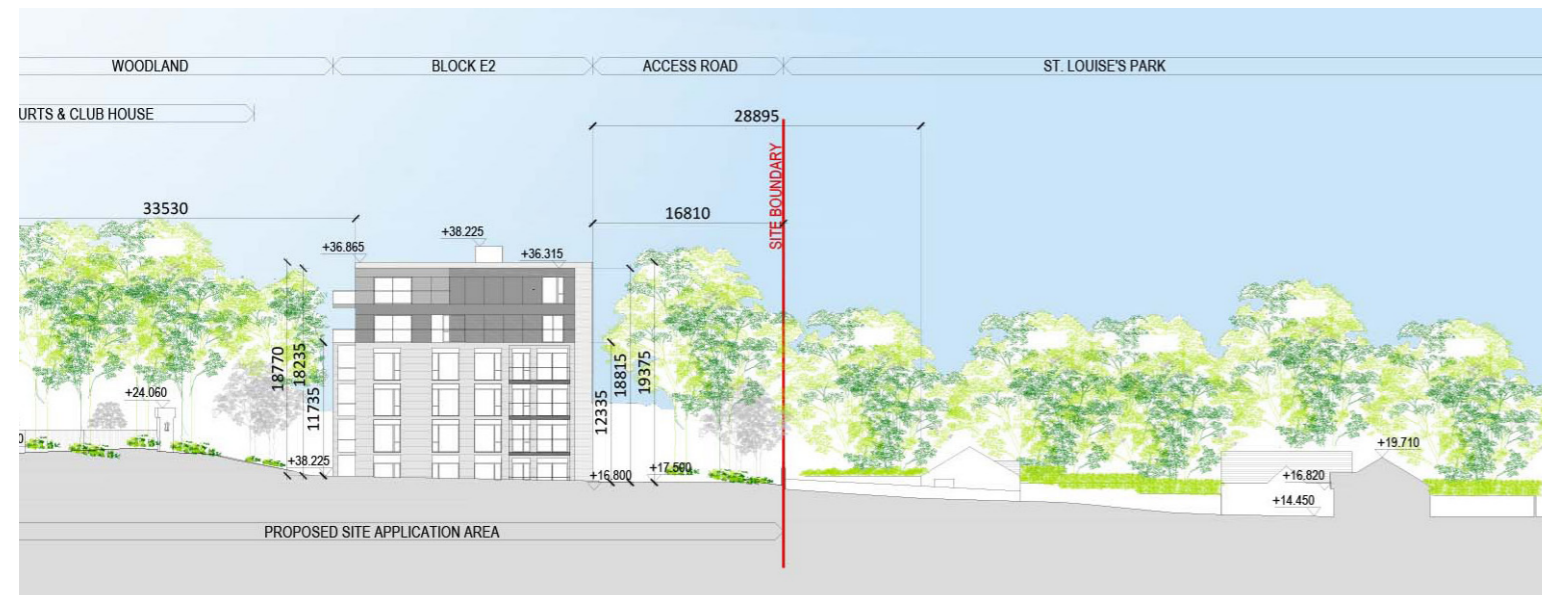 WOODLAND
BLOCK E2
ACCESS ROAD
ST. LOUISE'S PARK
URTS & CLUB HOUSE
28895
SITE BOUNDARY
33530
16810
+38.225
+36.865
+36.315
18770
18235
11735
12335
18815
19375
+24.060
0
+38.225
+16.800
+17.500
+19.710
+16.820
+14.450
PROPOSED SITE APPLICATION AREA